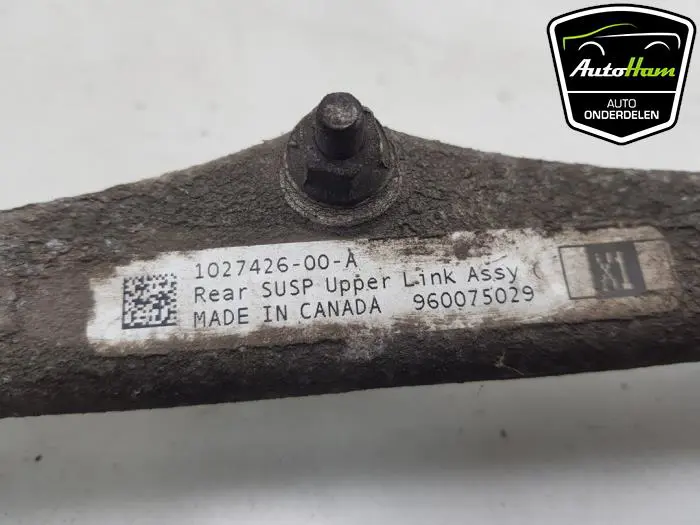 AutoHam
AUTO
ONDERDELEN
1027426-00-A
Rear SUSP Upper Link Assy
MADE IN CANADA 960075029
X1